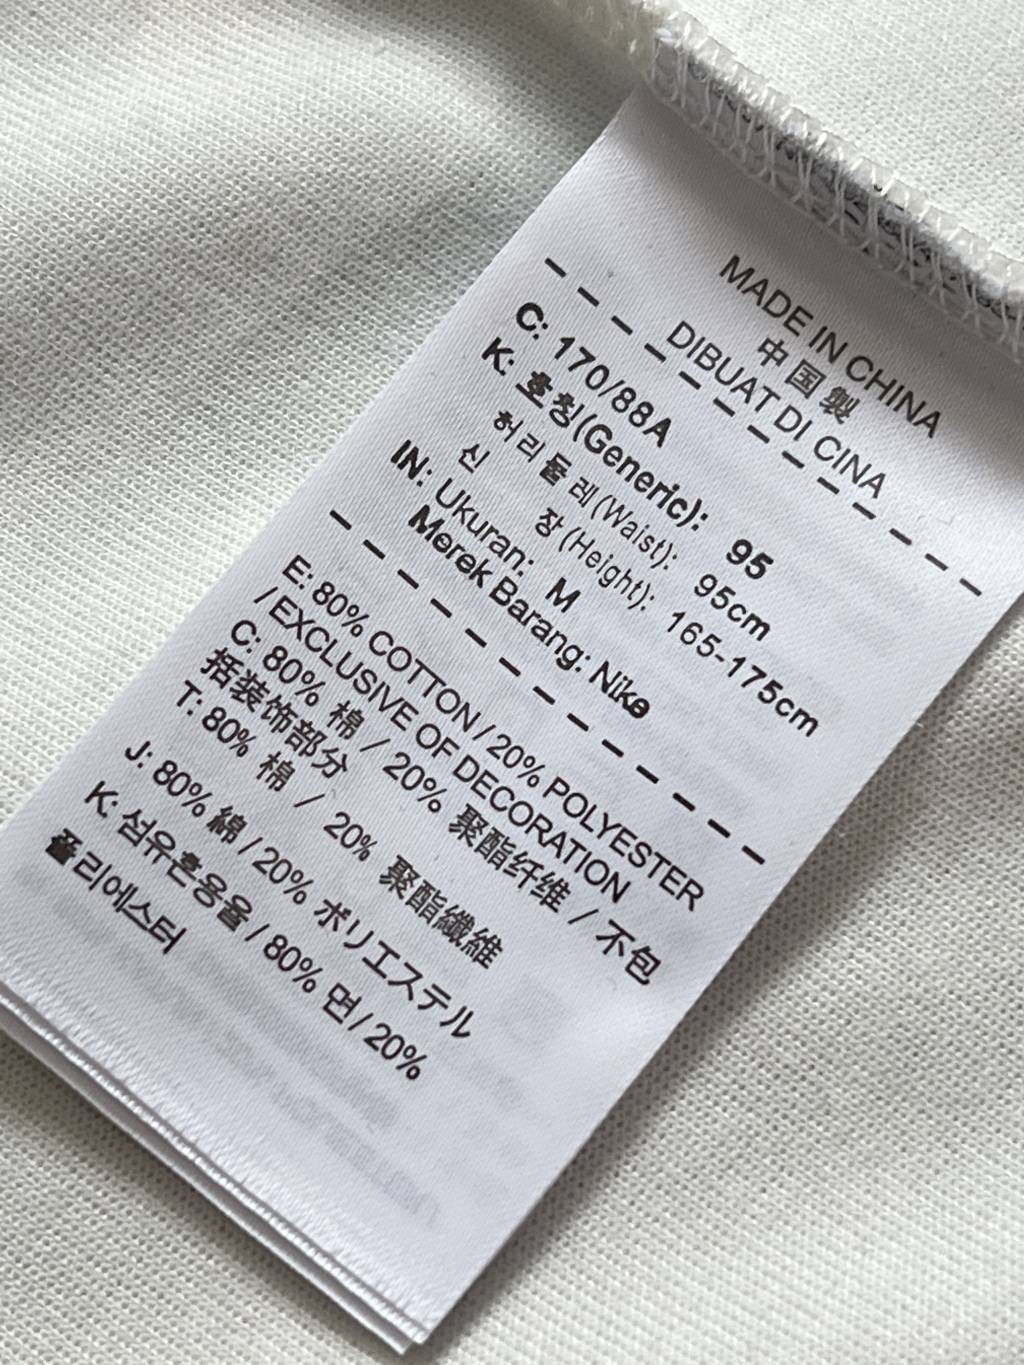 MADE IN CHINA
中国製
DIBUAT DI CINA
C: 170/88A
K: 호칭(Generic): 95
허리둘레(Waist): 95cm
신 장(Height): 165-175cm
IN: Ukuran: M
Merek Barang: Nike
E: 80% COTTON / 20% POLYESTER
/ EXCLUSIVE OF DECORATION
C: 80% 棉 / 20% 聚酯纤维 / 不包
括装饰部分
T: 80% 棉 / 20% 聚酯纖維
J: 80% 綿 / 20% ポリエステル
K: 섬유혼용율 / 80% 면 / 20%
폴리에스터